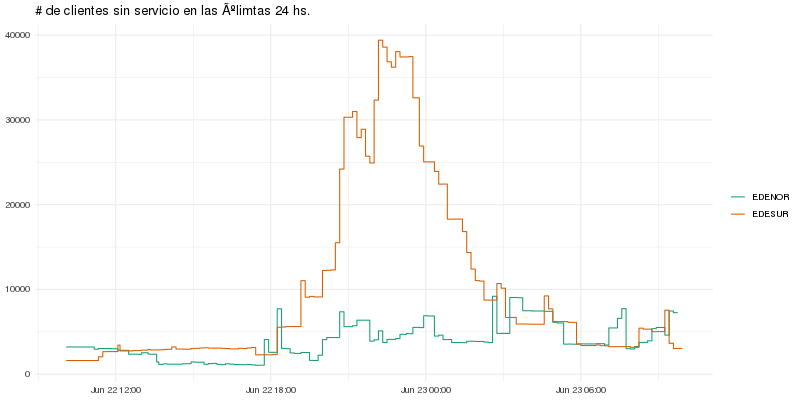 # de clientes sin servicio en las Ãºlimtas 24 hs.
40000
30000
20000
10000
0
Jun 22 12:00
Jun 22 18:00
Jun 23 00:00
Jun 23 06:00
EDENOR
EDESUR